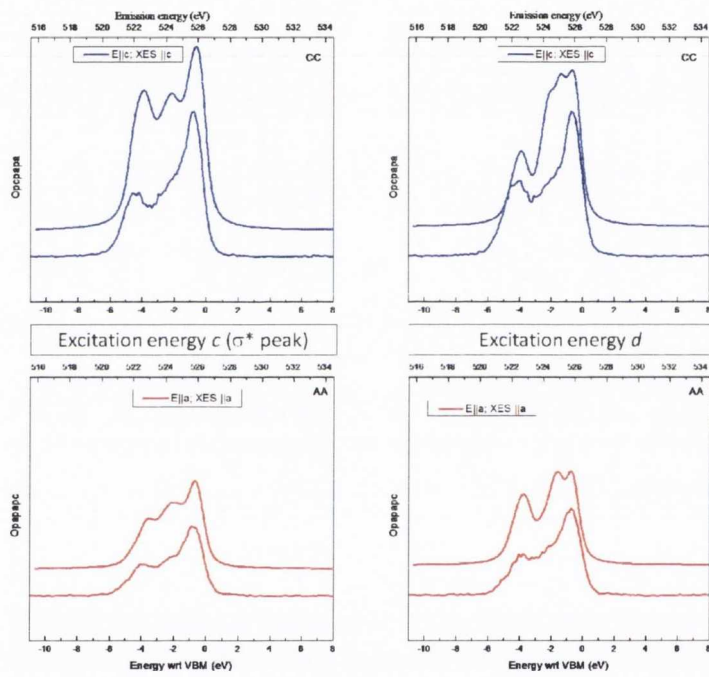 Emission energy (eV)
516 518 520 522 524 526 528 530 532 534
E||c; XES ||c
CC
Opcpapa
-10 -8 -6 -4 -2 0 2 4 6 8
Emission energy (eV)
516 518 520 522 524 526 528 530 532 534
E||c; XES ||c
CC
Opcpapa
-10 -8 -6 -4 -2 0 2 4 6 8
Excitation energy c (σ* peak)
516 518 520 522 524 526 528 530 532 534
E||a; XES ||a
AA
Opapapc
-10 -8 -6 -4 -2 0 2 4 6 8
Energy wrt VBM (eV)
Excitation energy d
516 518 520 522 524 526 528 530 532 534
E||a; XES ||a
AA
Opapapc
-10 -8 -6 -4 -2 0 2 4 6 8
Energy wrt VBM (eV)